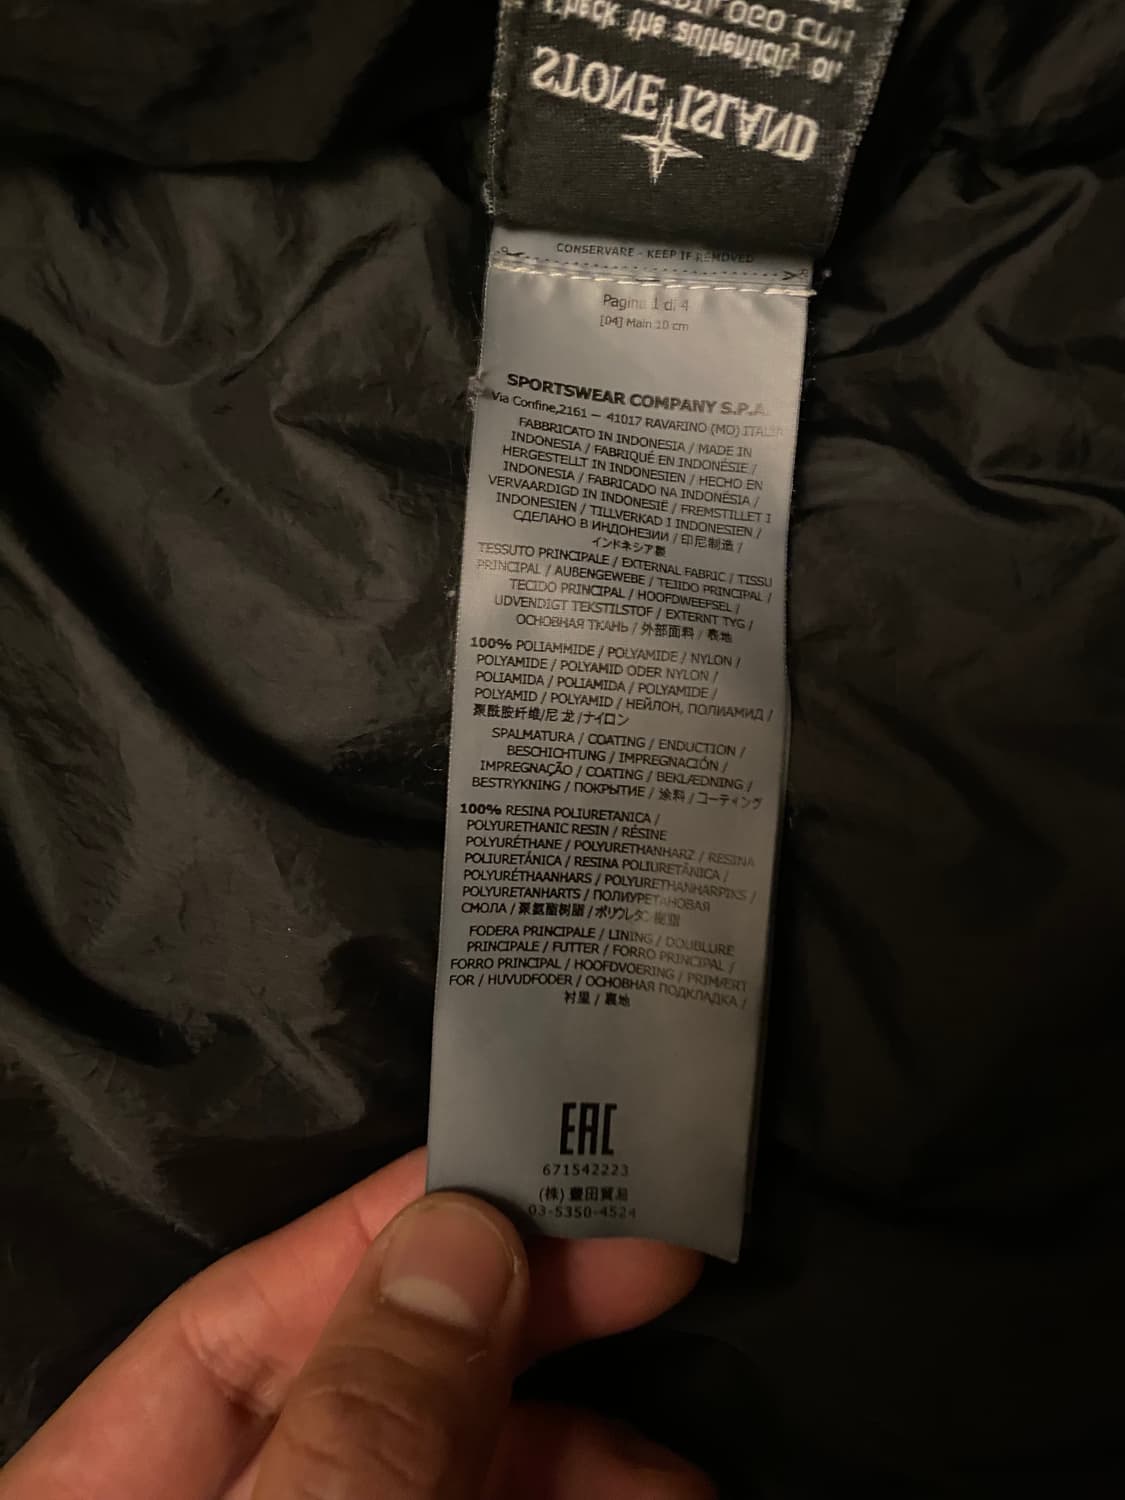 Check the authenticity on
CERTILOGO.COM
STONE ISLAND
CONSERVARE - KEEP IF REMOVED
Pagina 1 di 4
[04] Main 10 cm
SPORTSWEAR COMPANY S.P.A.
Via Confine,2161 — 41017 RAVARINO (MO) ITALIA
FABBRICATO IN INDONESIA / MADE IN
INDONESIA / FABRIQUÉ EN INDONÉSIE /
HERGESTELLT IN INDONESIEN / HECHO EN
INDONESIA / FABRICADO NA INDONÉSIA /
VERVAARDIGD IN INDONESIË / FREMSTILLET I
INDONESIEN / TILLVERKAD I INDONESIEN /
СДЕЛАНО В ИНДОНЕЗИИ / 印尼制造 /
インドネシア製
TESSUTO PRINCIPALE / EXTERNAL FABRIC / TISSU
PRINCIPAL / AUßENGEWEBE / TEJIDO PRINCIPAL /
TECIDO PRINCIPAL / HOOFDWEEFSEL /
UDVENDIGT TEKSTILSTOF / EXTERNT TYG /
ОСНОВНАЯ ТКАНЬ / 外部面料 / 表地
100% POLIAMMIDE / POLYAMIDE / NYLON /
POLYAMIDE / POLYAMID ODER NYLON /
POLIAMIDA / POLIAMIDA / POLYAMIDE /
POLYAMID / POLYAMID / НЕЙЛОН, ПОЛИАМИД /
聚酰胺纤维/尼 龙 /ナイロン
SPALMATURA / COATING / ENDUCTION /
BESCHICHTUNG / IMPREGNACIÓN /
IMPREGNAÇÃO / COATING / BEKLÆDNING /
BESTRYKNING / ПОКРЫТИЕ / 涂料 / コーティング
100% RESINA POLIURETANICA /
POLYURETHANIC RESIN / RÉSINE
POLYURÉTHANE / POLYURETHANHARZ / RESINA
POLIURETÁNICA / RESINA POLIURETÂNICA /
POLYURÉTHAANHARS / POLYURETHANHARPIKS /
POLYURETANHARTS / ПОЛИУРЕТАНОВАЯ
СМОЛА / 聚氨酯树脂 / ポリウレタン樹脂
FODERA PRINCIPALE / LINING / DOUBLURE
PRINCIPALE / FUTTER / FORRO PRINCIPAL /
FORRO PRINCIPAL / HOOFDVOERING / PRIMÆRT
FOR / HUVUDFODER / ОСНОВНАЯ ПОДКЛАДКА /
衬里 / 裏地
EAC
671542223
(株) 豊田貿易
03-5350-4524